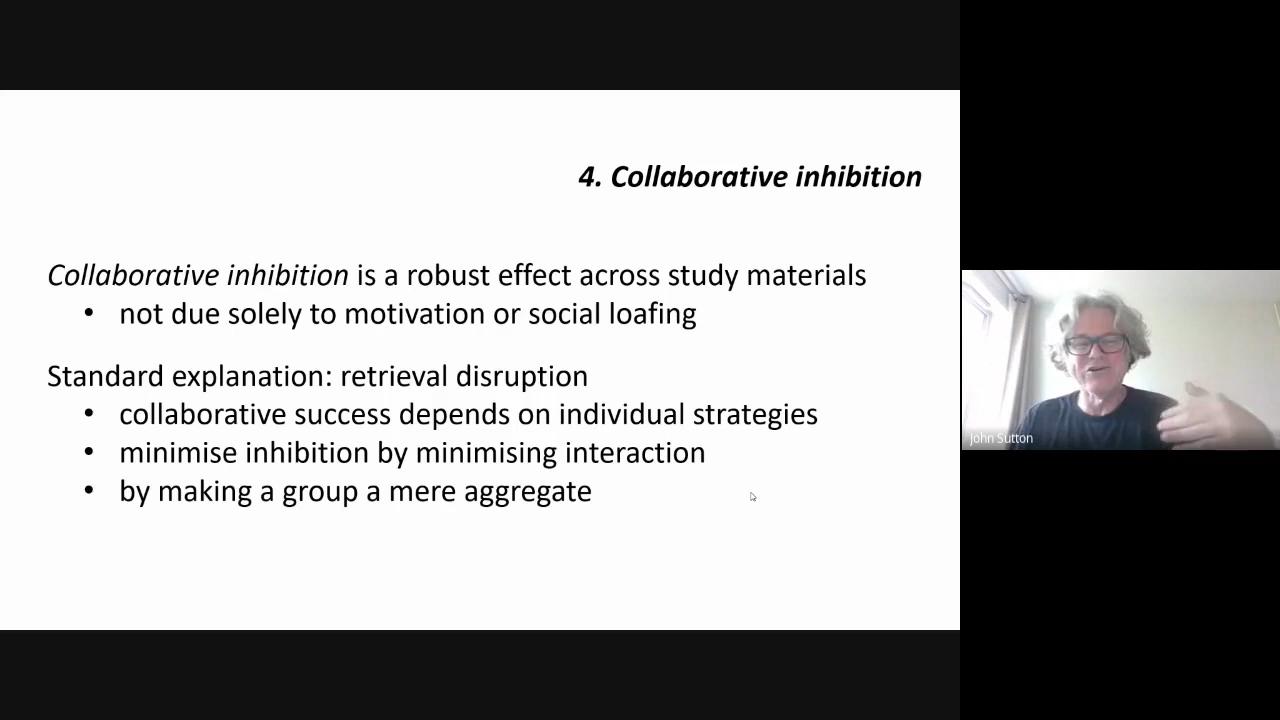 4. Collaborative inhibition
Collaborative inhibition is a robust effect across study materials
• not due solely to motivation or social loafing
Standard explanation: retrieval disruption
• collaborative success depends on individual strategies
• minimise inhibition by minimising interaction
• by making a group a mere aggregate
John Sutton